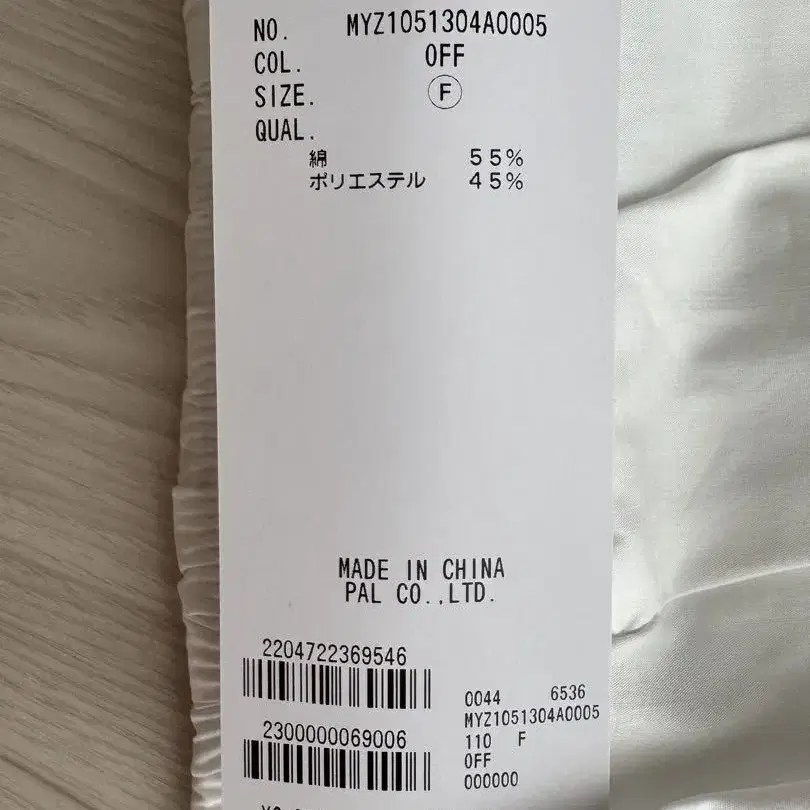 NO. MYZ1051304A0005
COL. OFF
SIZE. F
QUAL.
綿 55%
ポリエステル 45%
MADE IN CHINA
PAL CO.,LTD.
2204722369546
0044 6536
MYZ1051304A0005
2300000069006
110 F
OFF
000000